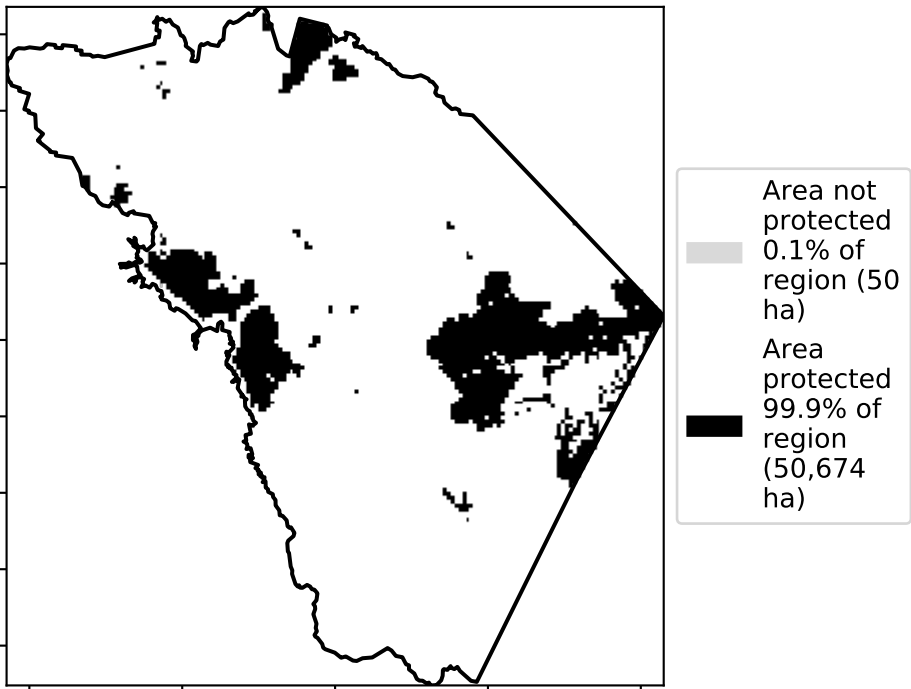 Area not
protected
0.1% of
region (50
ha)
Area
protected
99.9% of
region
(50,674
ha)